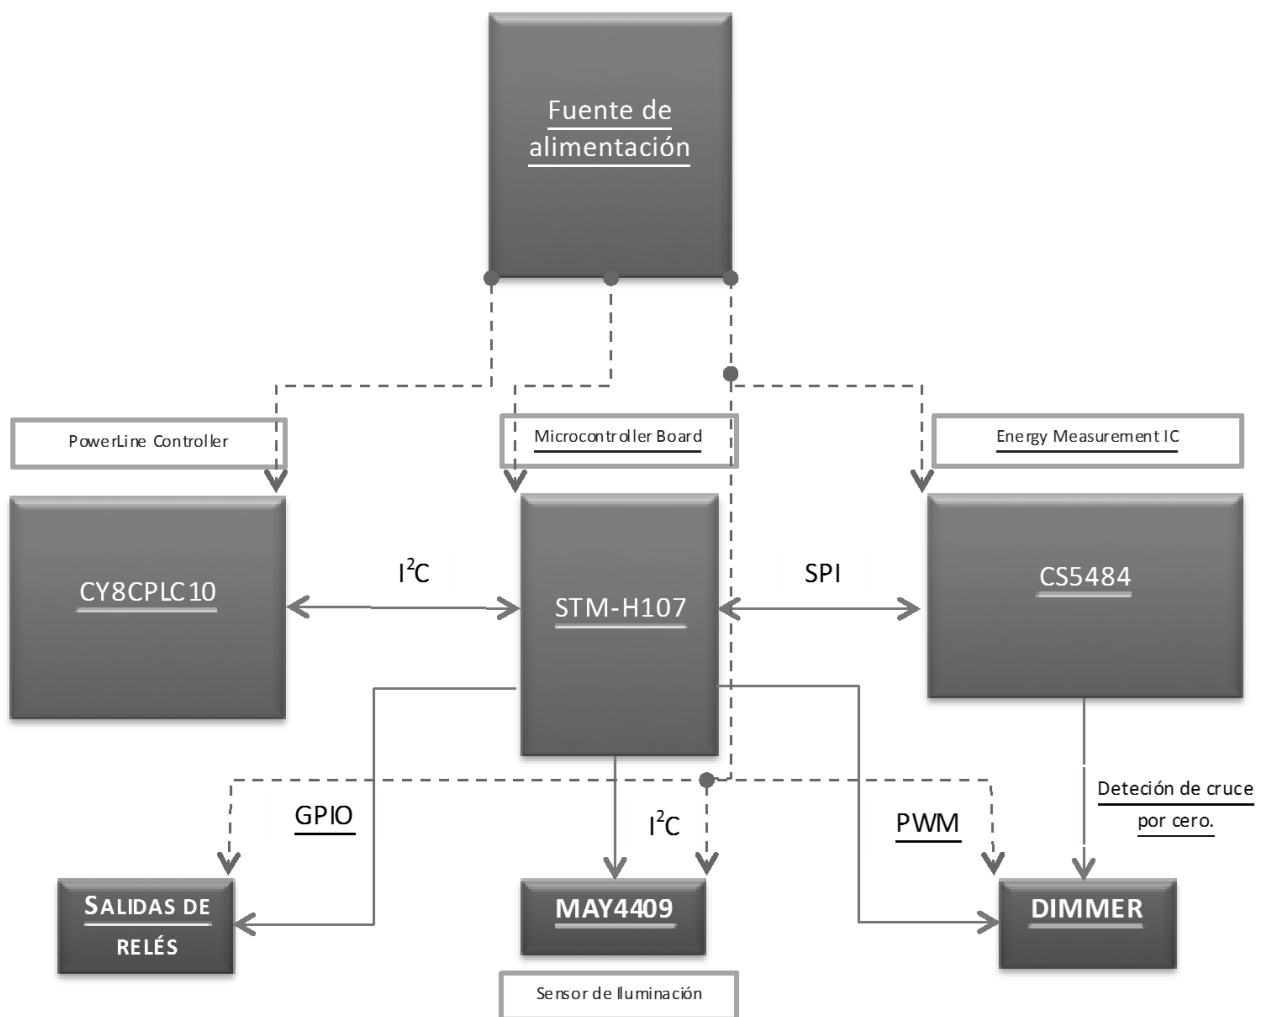 Fuente de
alimentación
PowerLine Controller
Microcontroller Board
Energy Measurement IC
CY8CPLC10
I²C
STM-H107
SPI
CS5484
GPIO
I²C
PWM
Deteción de cruce
por cero.
SALIDAS DE
RELÉS
MAY4409
DIMMER
Sensor de Iluminación